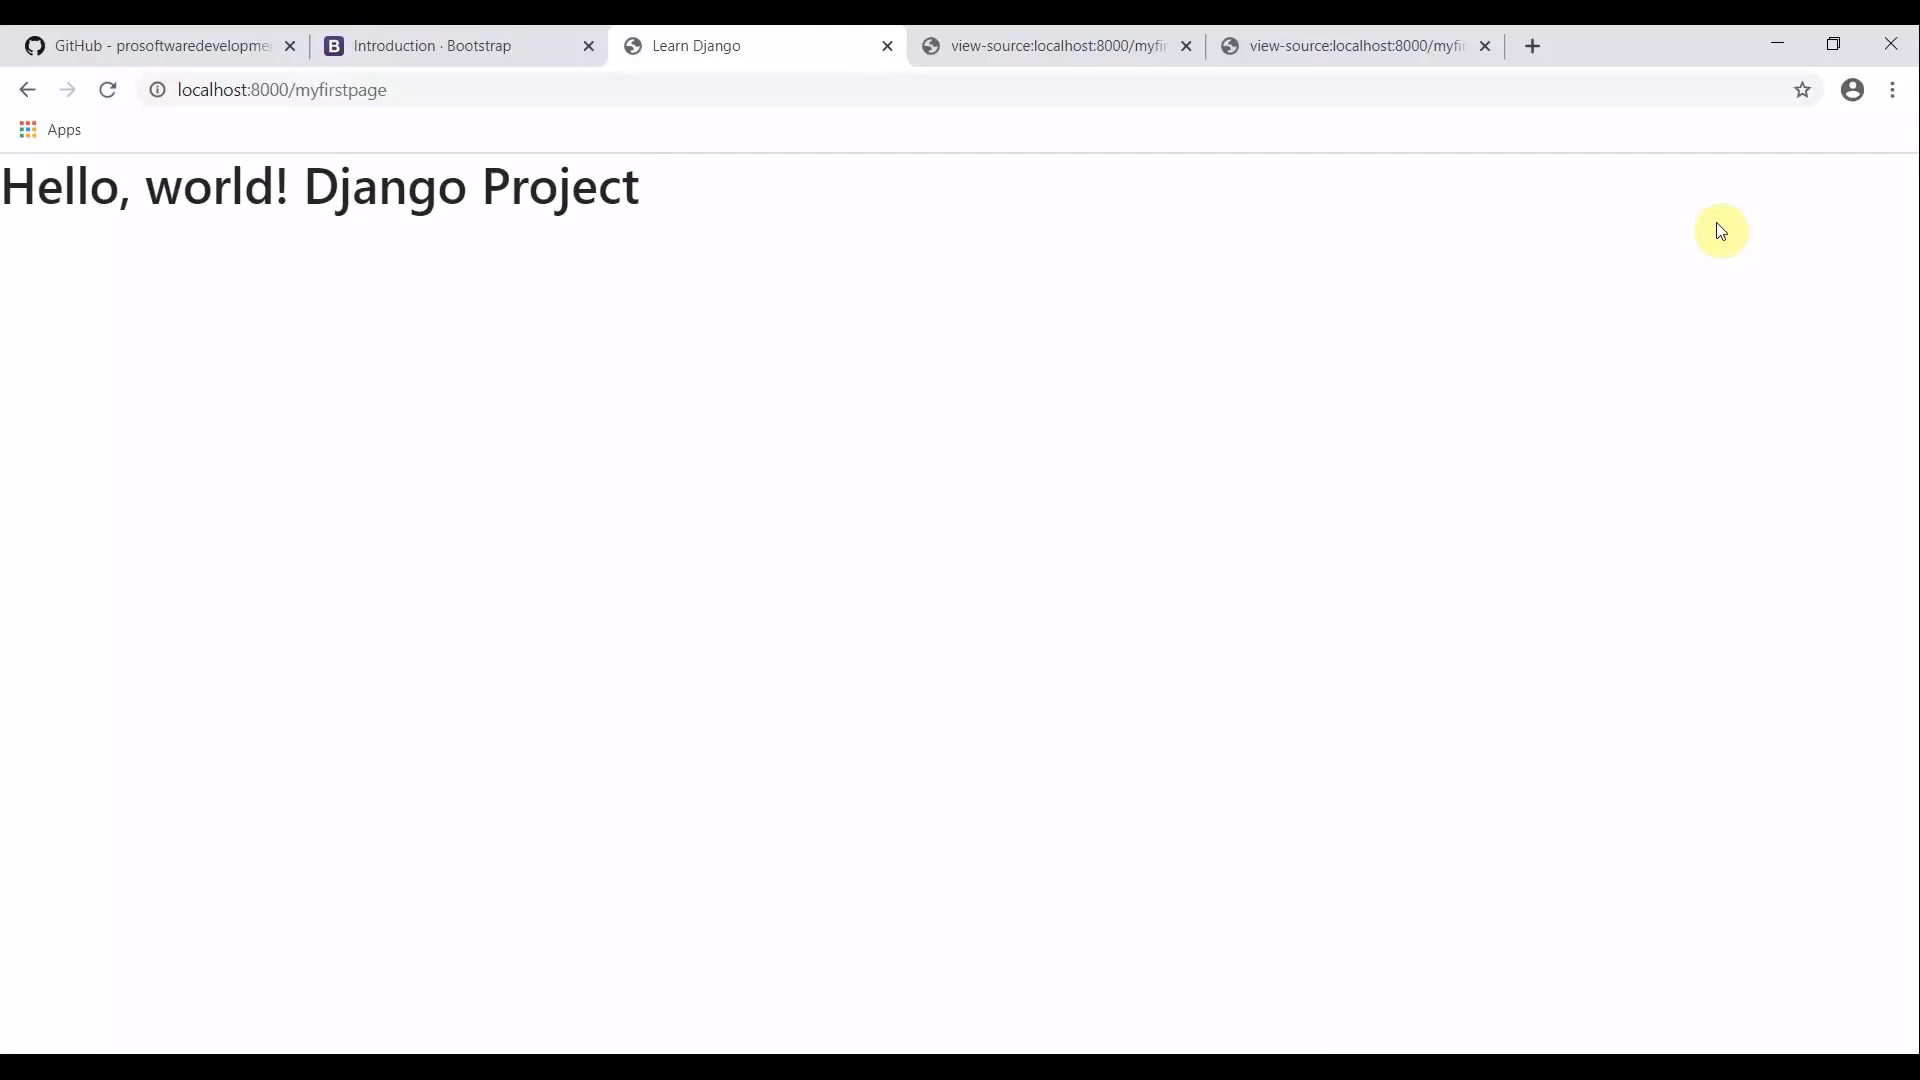 GitHub - prosoftwaredevelopme
Introduction · Bootstrap
Learn Django
view-source:localhost:8000/myfi
view-source:localhost:8000/myfi
localhost:8000/myfirstpage
Apps
Hello, world! Django Project